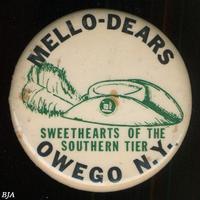 MELLO-DEARS
SWEETHEARTS OF THE
SOUTHERN TIER
OWEGO N.Y.
BJA